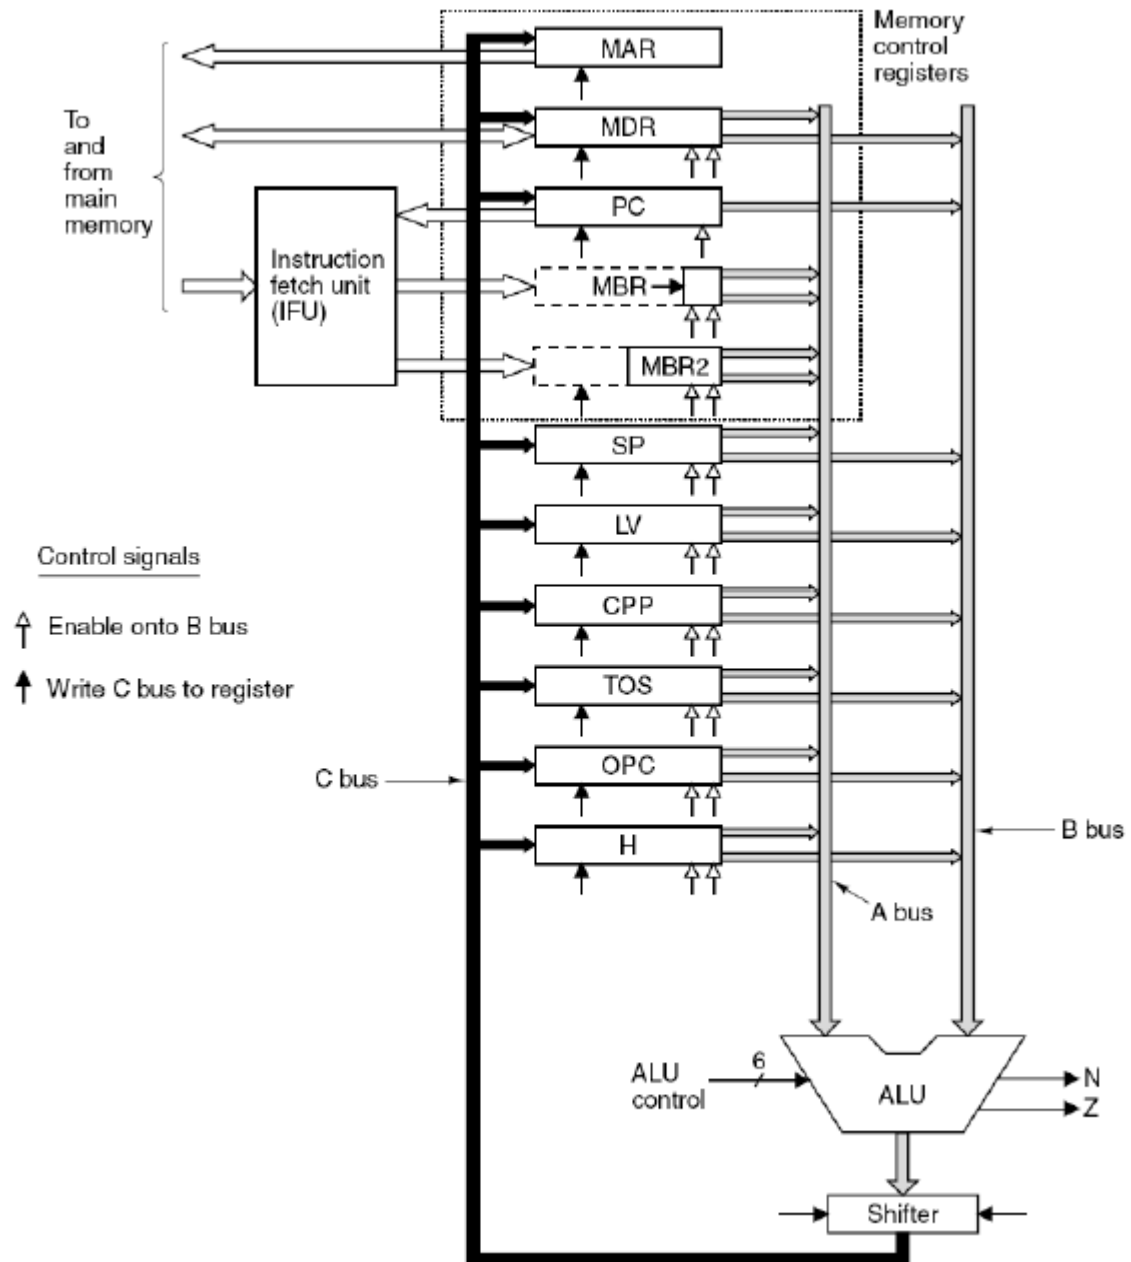 Memory
control
registers
To
and
from
main
memory
MAR
MDR
PC
Instruction
fetch unit
(IFU)
MBR
MBR2
SP
LV
Control signals
CPP
Enable onto B bus
TOS
Write C bus to register
C bus
OPC
H
B bus
A bus
ALU
control
6
ALU
N
Z
Shifter